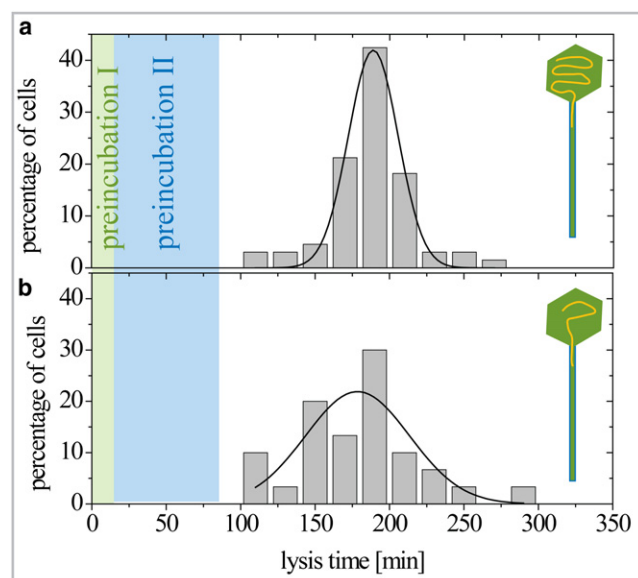 a
40
30
20
10
0
percentage of cells
preincubation I
preincubation II
b
40
30
20
10
0
percentage of cells
0 50 100 150 200 250 300 350
lysis time [min]